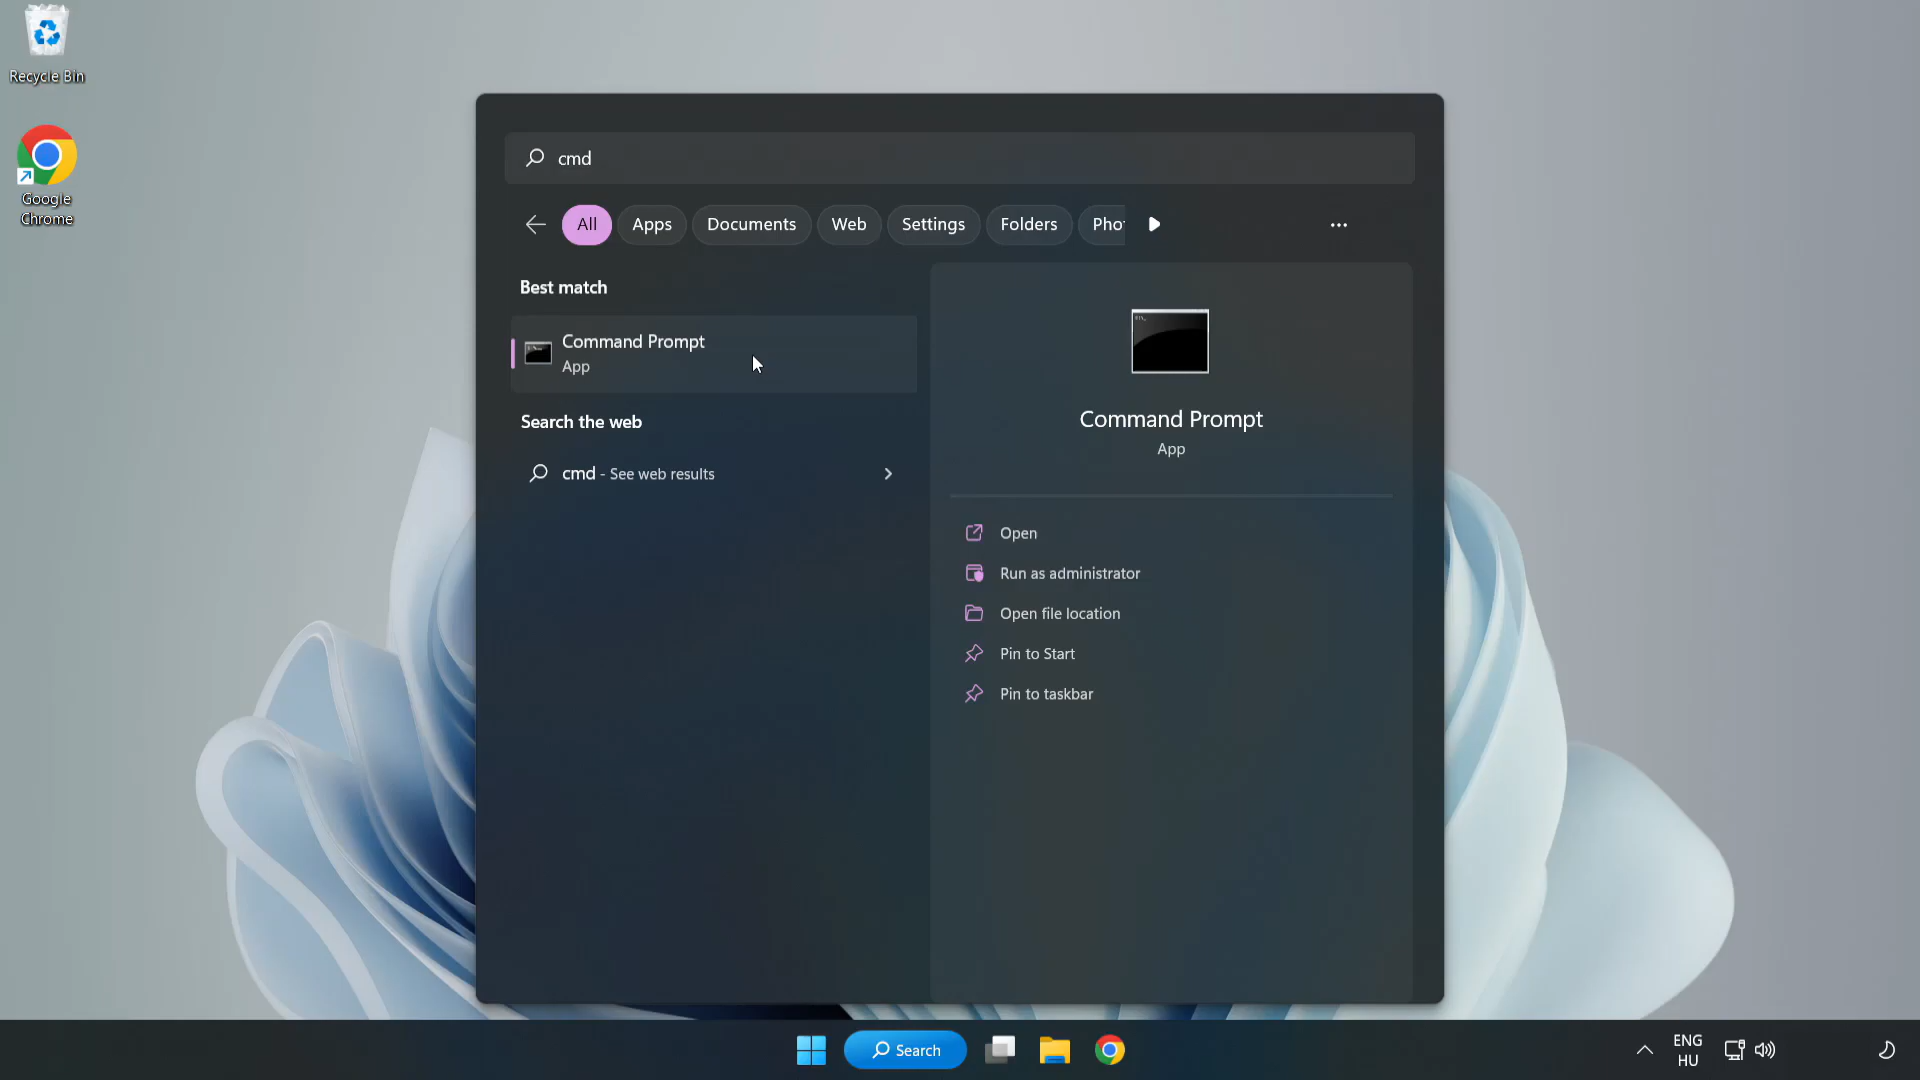 Recycle Bin
Google
Chrome
cmd
All
Apps
Documents
Web
Settings
Folders
Pho
Best match
Command Prompt
App
Search the web
cmd - See web results
Command Prompt
App
Open
Run as administrator
Open file location
Pin to Start
Pin to taskbar
Search
ENG
HU